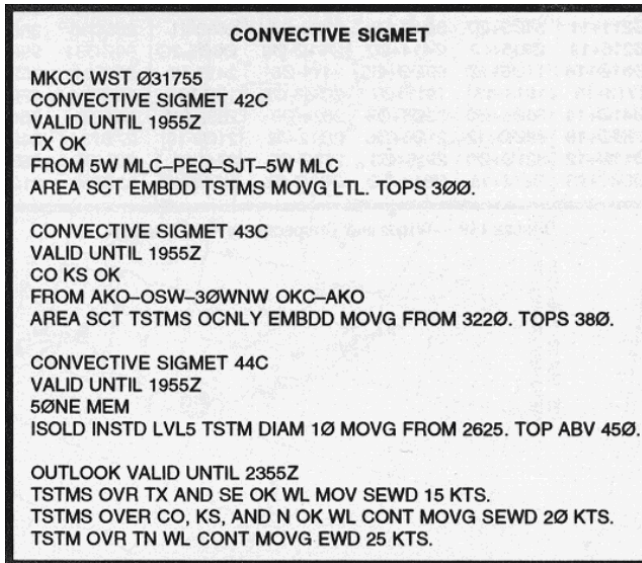 CONVECTIVE SIGMET
MKCC WST Ø31755
CONVECTIVE SIGMET 42C
VALID UNTIL 1955Z
TX OK
FROM 5W MLC–PEQ–SJT–5W MLC
AREA SCT EMBDD TSTMS MOVG LTL. TOPS 3ØØ.
CONVECTIVE SIGMET 43C
VALID UNTIL 1955Z
CO KS OK
FROM AKO–OSW–3ØWNW OKC–AKO
AREA SCT TSTMS OCNLY EMBDD MOVG FROM 322Ø. TOPS 38Ø.
CONVECTIVE SIGMET 44C
VALID UNTIL 1955Z
5ØNE MEM
ISOLD INSTD LVL5 TSTM DIAM 1Ø MOVG FROM 2625. TOP ABV 45Ø.
OUTLOOK VALID UNTIL 2355Z
TSTMS OVR TX AND SE OK WL MOV SEWD 15 KTS.
TSTMS OVER CO, KS, AND N OK WL CONT MOVG SEWD 2Ø KTS.
TSTM OVR TN WL CONT MOVG EWD 25 KTS.